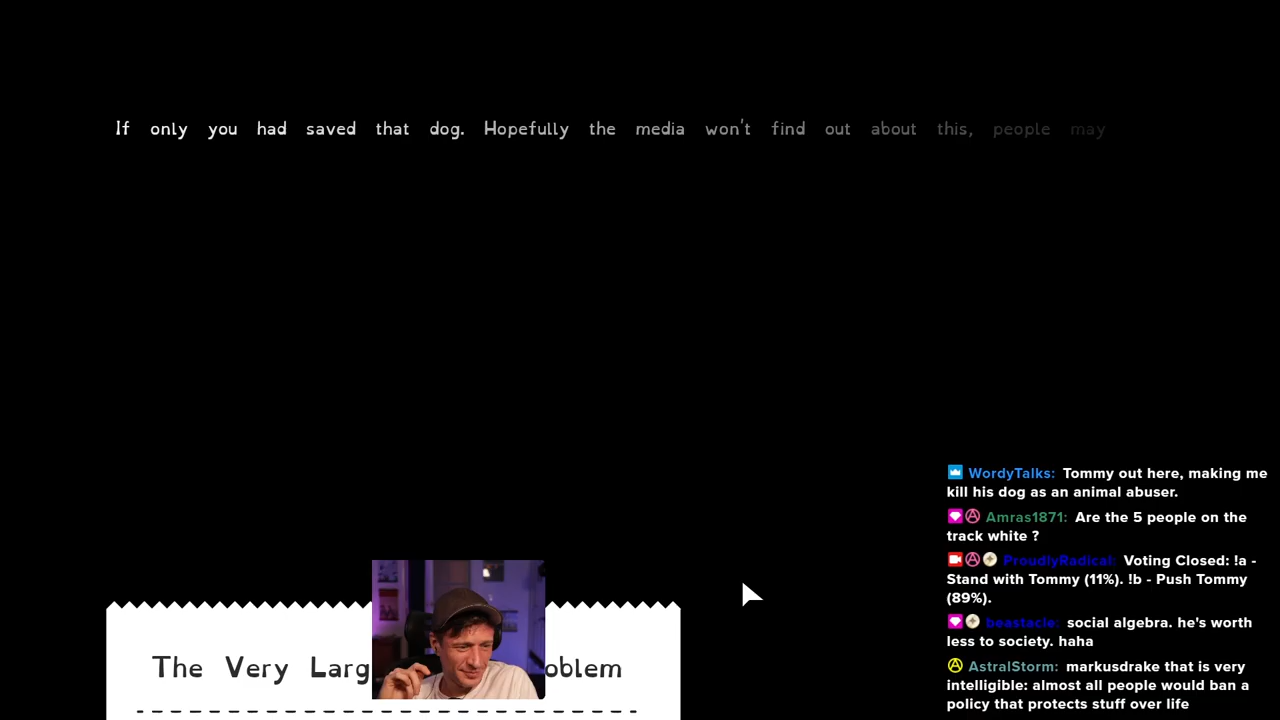 If only you had saved that dog. Hopefully the media won't find out about this, people may
WordyTalks: Tommy out here, making me
kill his dog as an animal abuser.
Amras1871: Are the 5 people on the
track white ?
ProudlyRadical: Voting Closed: !a -
Stand with Tommy (11%). !b - Push Tommy
(89%).
beastacle: social algebra. he's worth
less to society. haha
AstralStorm: markusdrake that is very
intelligible: almost all people would ban a
policy that protects stuff over life
The Very Larg oblem